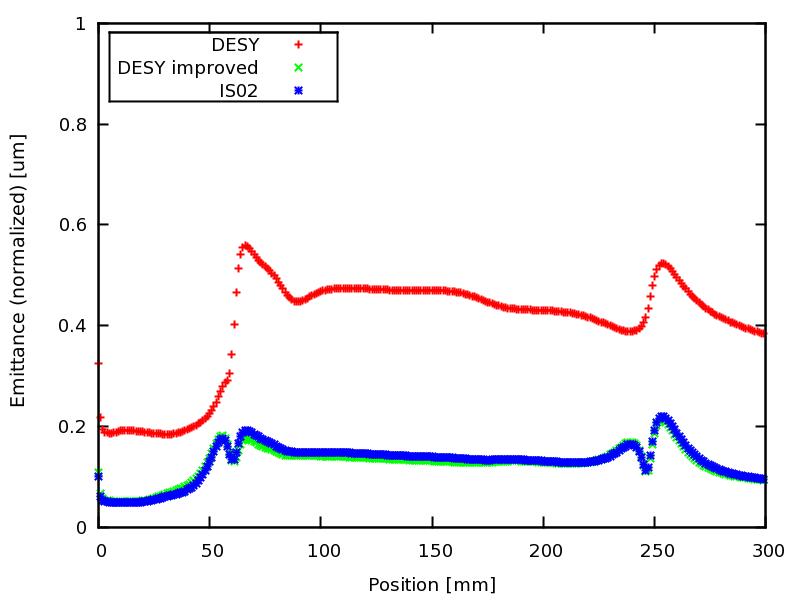 1
0.8
0.6
0.4
0.2
0
0 50 100 150 200 250 300
Emittance (normalized) [um]
Position [mm]
DESY
DESY improved
IS02